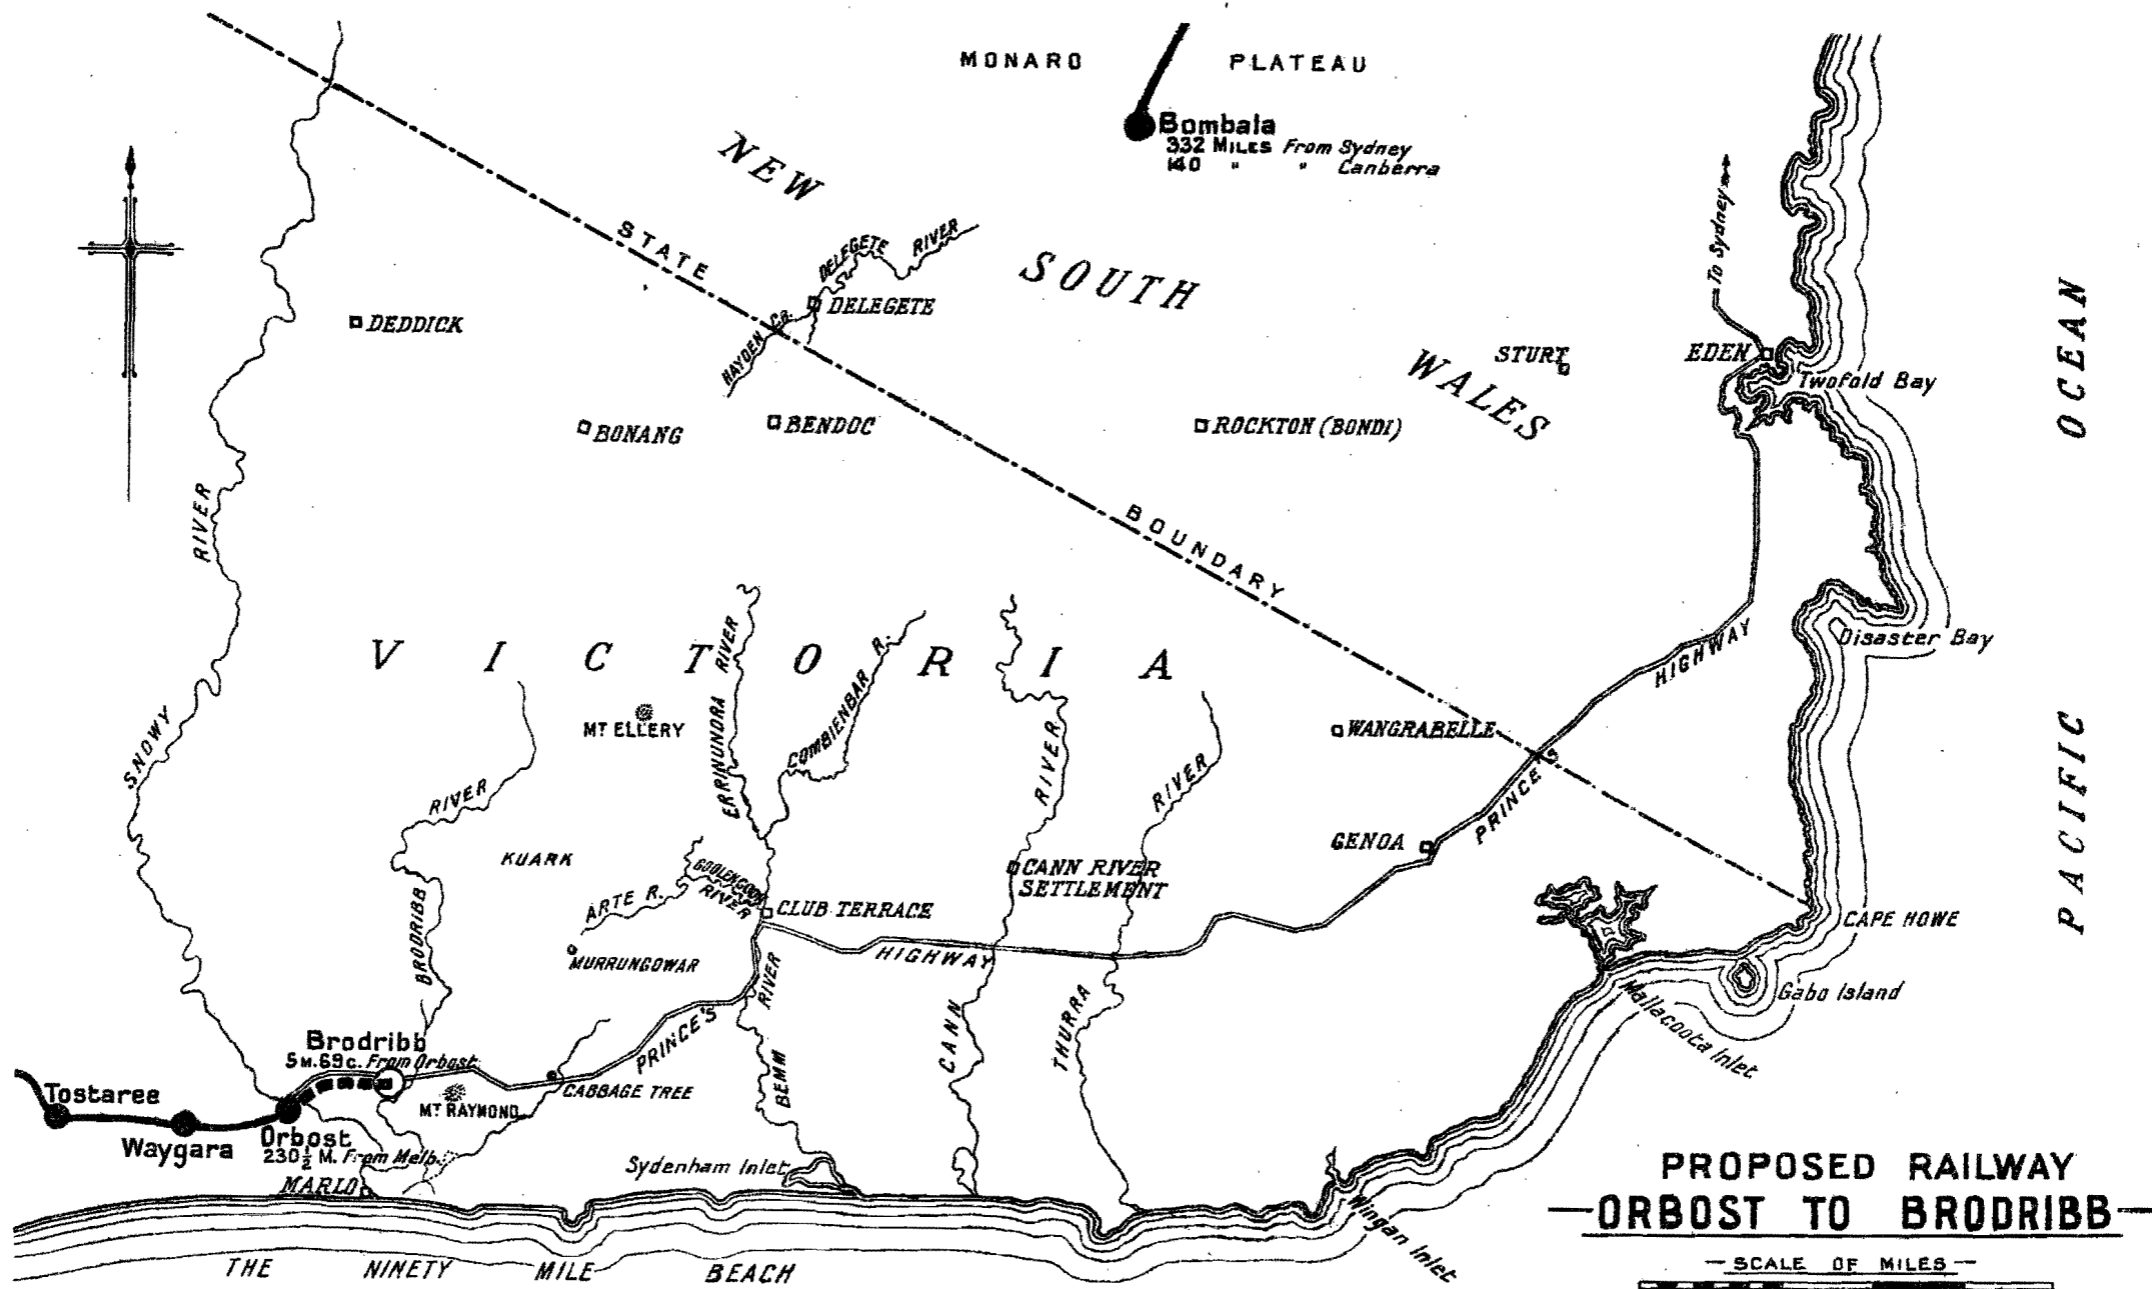 MONARO PLATEAU
Bombala
332 MILES From Sydney
140 " " Canberra
NEW SOUTH WALES
STATE BOUNDARY
To Sydney
DELEGETE RIVER
DELEGETE
HAYDEN CR.
DEDDICK
STURT
EDEN
Twofold Bay
PACIFIC OCEAN
BONANG
BENDOC
ROCKTON (BONDI)
SNOWY RIVER
VICTORIA
ERRINUNDRA RIVER
COMBIENBAR R.
Disaster Bay
HIGHWAY
PRINCE'S
MT ELLERY
WANGRABELLE
BRODRIBB RIVER
CANN RIVER
THURRA RIVER
GENOA
KUARK
GOOLENGOOK RIVER
ARTE R.
CANN RIVER
SETTLEMENT
CLUB TERRACE
CAPE HOWE
MURRUNGOWAR
HIGHWAY
PRINCE'S
BEMM RIVER
Gabo Island
Mallacoota Inlet
Brodribb
5 M. 69 C. From Orbost
CABBAGE TREE
MT RAYMOND
Tostaree
Waygara
Orbost
230½ M. From Melb.
MARLO
Sydenham Inlet
Wingan Inlet
THE NINETY MILE BEACH
PROPOSED RAILWAY
—ORBOST TO BRODRIBB—
— SCALE OF MILES —